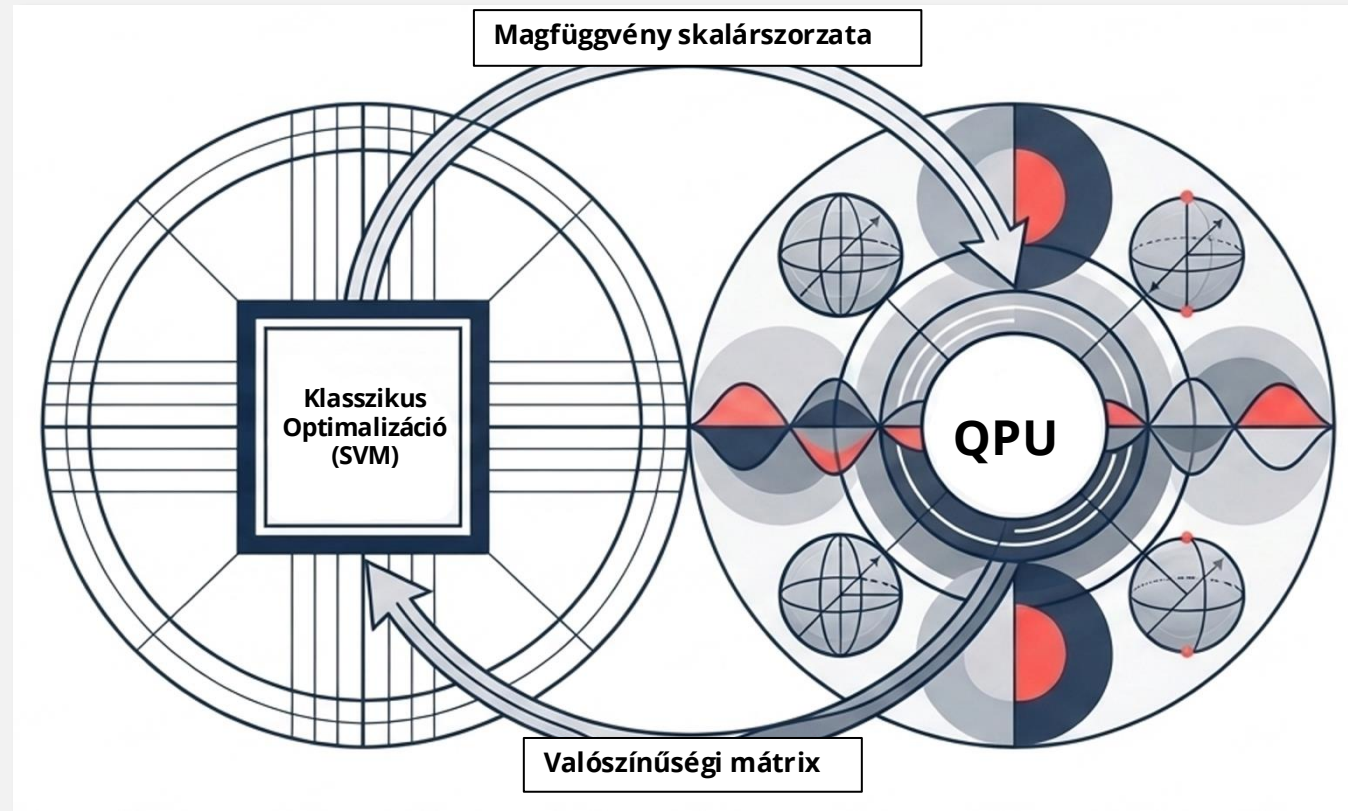 Magfüggvény skalárszorzata
Klasszikus
Optimalizáció
(SVM)
QPU
Valószínűségi mátrix